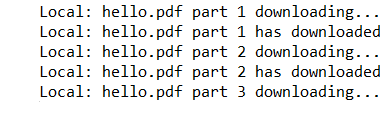 Local: hello.pdf part 1 downloading...
Local: hello.pdf part 1 has downloaded
Local: hello.pdf part 2 downloading...
Local: hello.pdf part 2 has downloaded
Local: hello.pdf part 3 downloading...